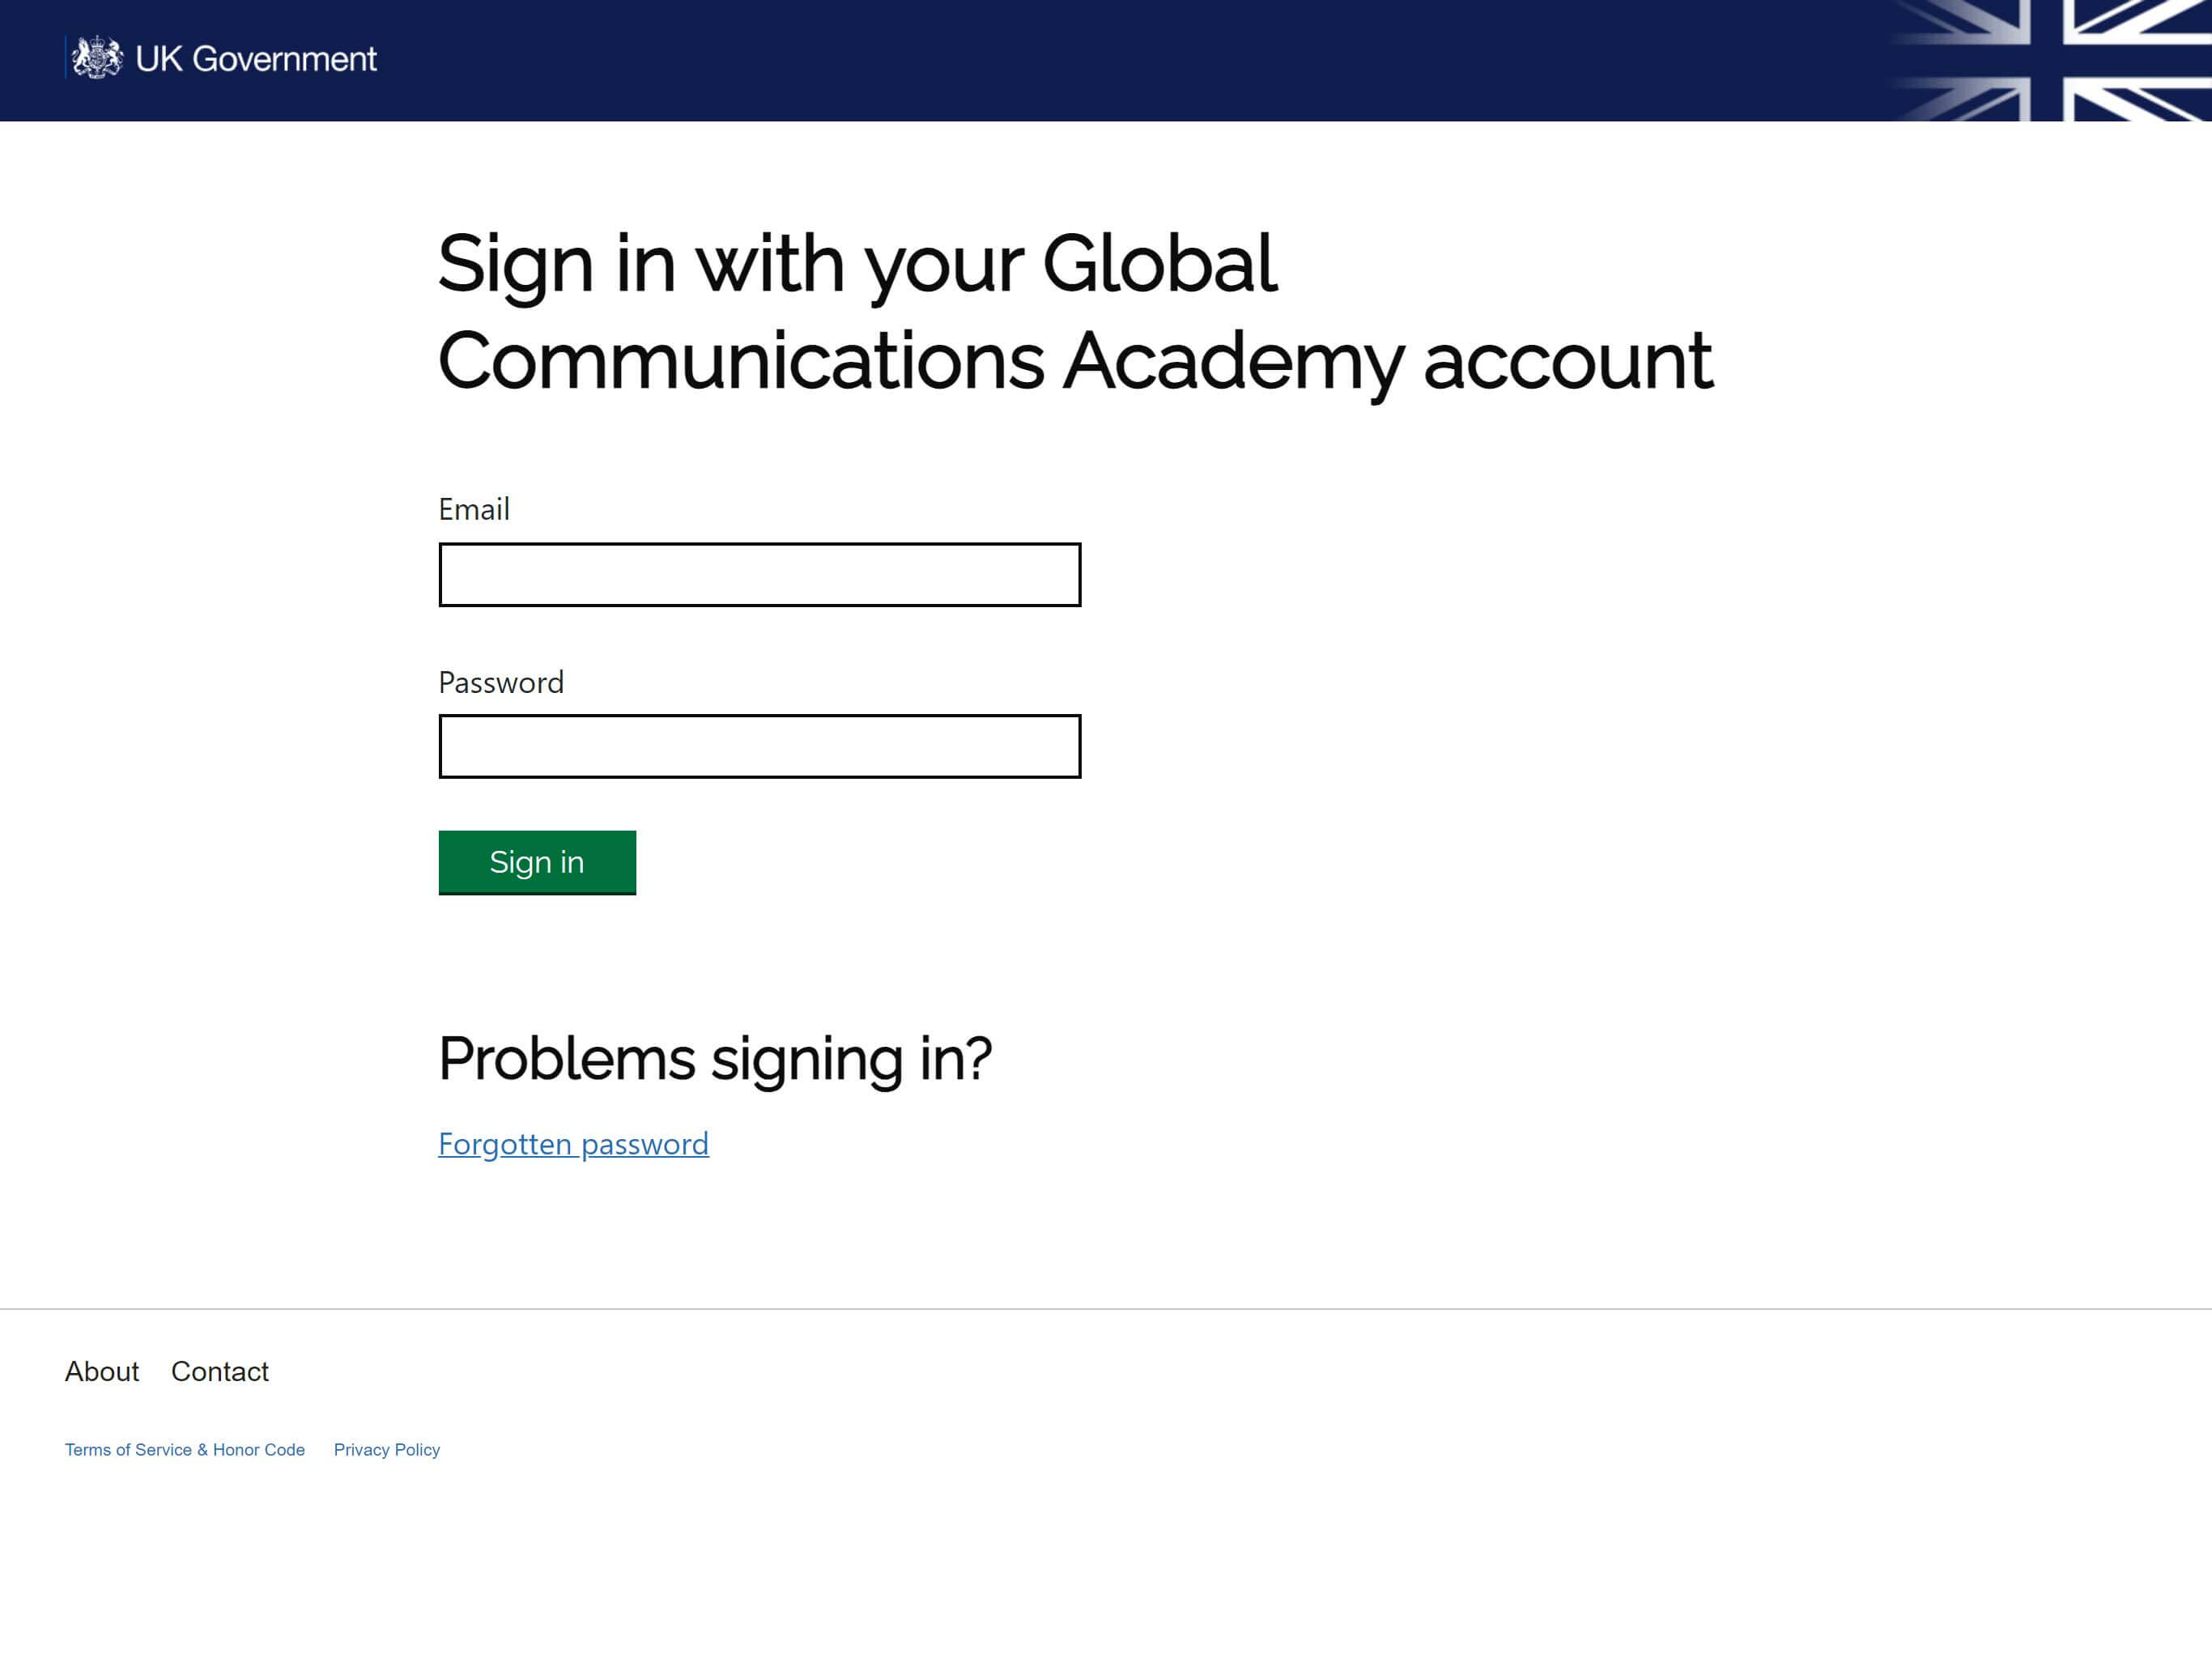 UK Government
Sign in with your Global
Communications Academy account
Email
Password
Sign in
Problems signing in?
Forgotten password
About Contact
Terms of Service & Honor Code Privacy Policy